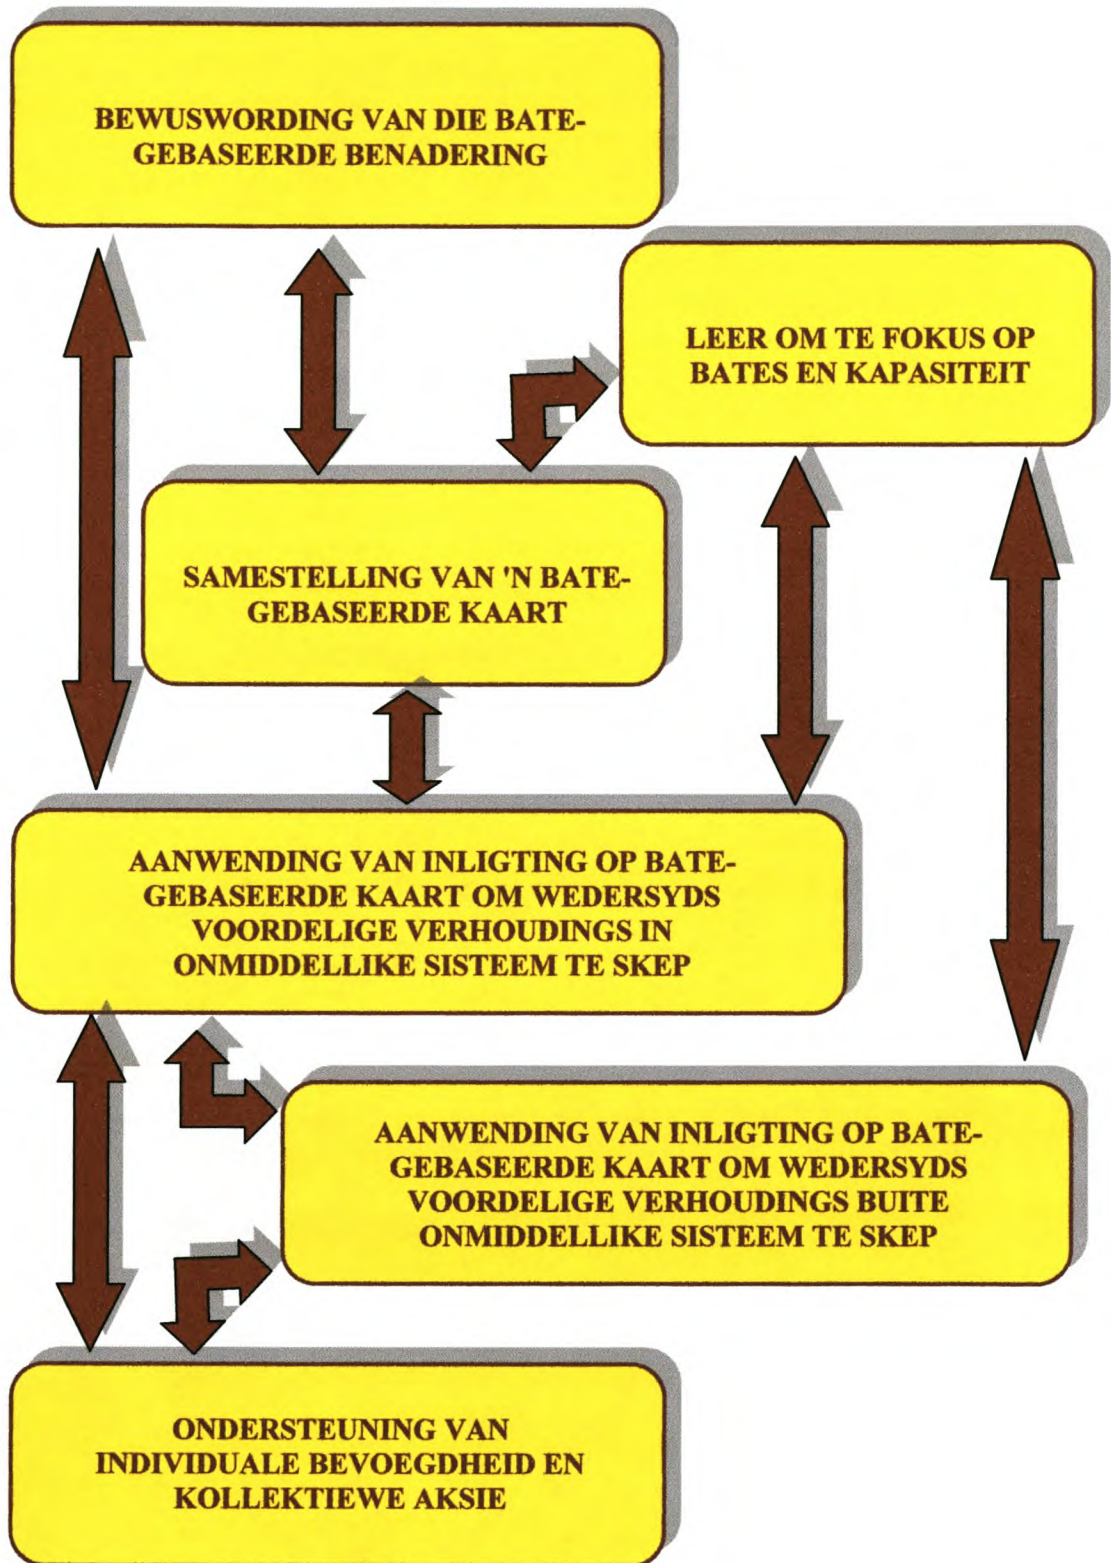 BEWUSWORDING VAN DIE BATE-
GEBASEERDE BENADERING
LEER OM TE FOKUS OP
BATES EN KAPASITEIT
SAMESTELLING VAN 'N BATE-
GEBASEERDE KAART
AANWENDING VAN INLIGTING OP BATE-
GEBASEERDE KAART OM WEDERSYDS
VOORDELIGE VERHOUDINGS IN
ONMIDDELLIKE SISTEEM TE SKEP
AANWENDING VAN INLIGTING OP BATE-
GEBASEERDE KAART OM WEDERSYDS
VOORDELIGE VERHOUDINGS BUITE
ONMIDDELLIKE SISTEEM TE SKEP
ONDERSTEUNING VAN
INDIVIDUALE BEVOEGDHEID EN
KOLLEKTIEWE AKSIE